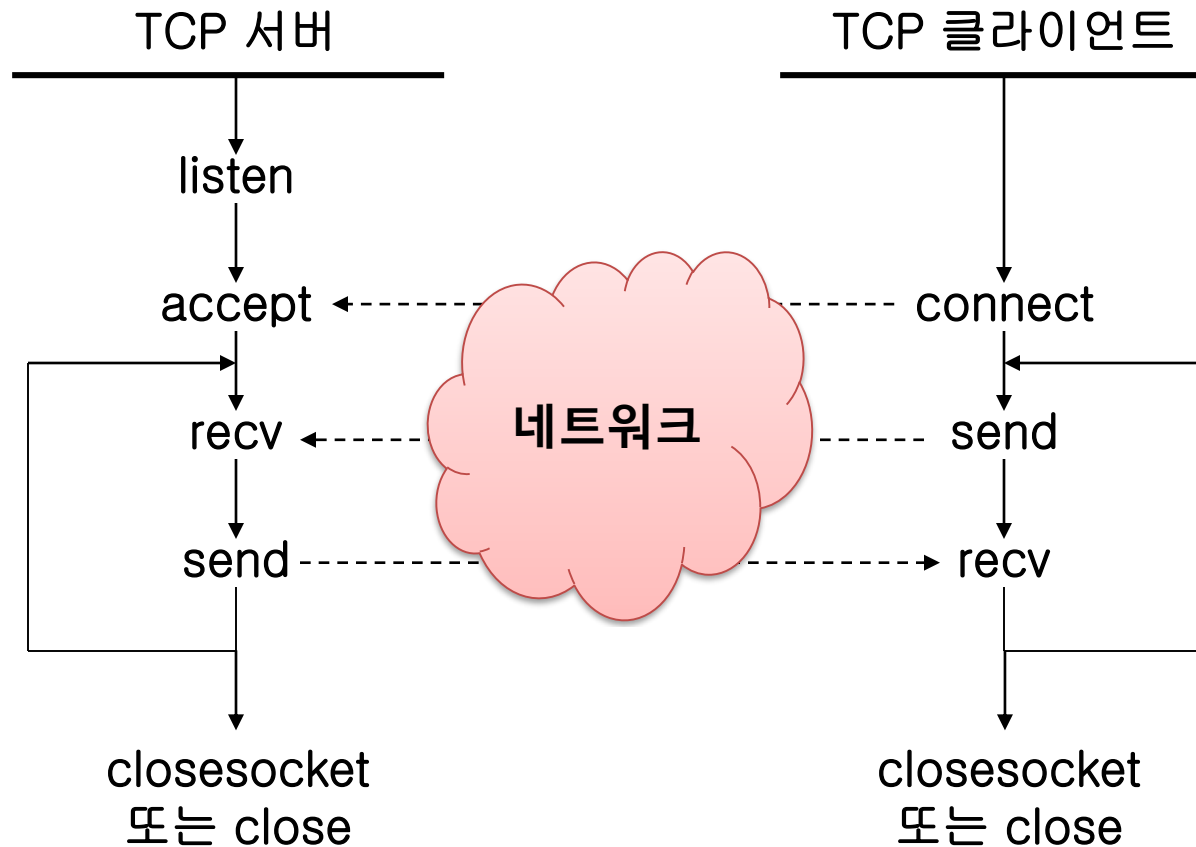 TCP 서버
TCP 클라이언트
listen
accept
connect
네트워크
recv
send
send
recv
closesocket
또는 close
closesocket
또는 close